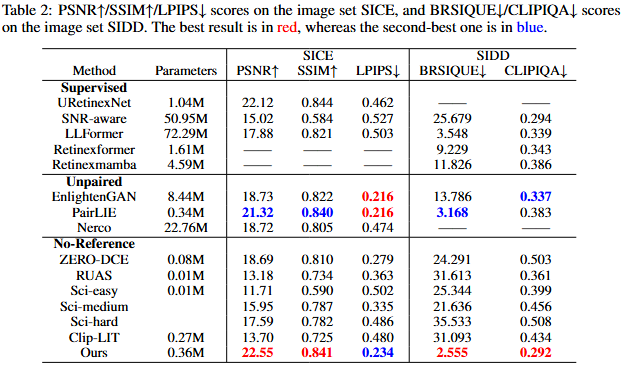 Table 2: PSNR↑/SSIM↑/LPIPS↓ scores on the image set SICE, and BRSIQUE↓/CLIPIQA↓ scores
on the image set SIDD. The best result is in red, whereas the second-best one is in blue.
SICE SIDD
Method Parameters PSNR↑ SSIM↑ LPIPS↓ BRSIQUE↓ CLIPIQA↓
Supervised
URetinexNet 1.04M 22.12 0.844 0.462 —— ——
SNR-aware 50.95M 15.02 0.584 0.527 25.679 0.294
LLFormer 72.29M 17.88 0.821 0.503 3.548 0.339
Retinexformer 1.61M —— —— —— 9.229 0.343
Retinexmamba 4.59M —— —— —— 11.826 0.386
Unpaired
EnlightenGAN 8.44M 18.73 0.822 0.216 13.786 0.337
PairLIE 0.34M 21.32 0.840 0.216 3.168 0.383
Nerco 22.76M 18.72 0.805 0.474 —— ——
No-Reference
ZERO-DCE 0.08M 18.69 0.810 0.279 24.291 0.503
RUAS 0.01M 13.18 0.734 0.363 31.613 0.361
Sci-easy 0.01M 11.71 0.590 0.502 25.344 0.399
Sci-medium 15.95 0.787 0.335 21.636 0.456
Sci-hard 17.59 0.782 0.486 35.533 0.508
Clip-LIT 0.27M 13.70 0.725 0.480 31.093 0.434
Ours 0.36M 22.55 0.841 0.234 2.555 0.292